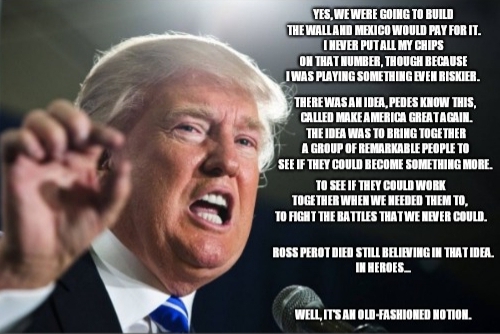 YES, WE WERE GOING TO BUILD
THE WALL AND MEXICO WOULD PAY FOR IT.
I NEVER PUT ALL MY CHIPS
ON THAT NUMBER, THOUGH BECAUSE
I WAS PLAYING SOMETHING EVEN RISKIER.
THERE WAS AN IDEA, PEDES KNOW THIS,
CALLED MAKE AMERICA GREAT AGAIN.
THE IDEA WAS TO BRING TOGETHER
A GROUP OF REMARKABLE PEOPLE TO
SEE IF THEY COULD BECOME SOMETHING MORE.
TO SEE IF THEY COULD WORK
TOGETHER WHEN WE NEEDED THEM TO,
TO FIGHT THE BATTLES THAT WE NEVER COULD.
ROSS PEROT DIED STILL BELIEVING IN THAT IDEA.
IN HEROES...
WELL, IT'S AN OLD-FASHIONED NOTION.